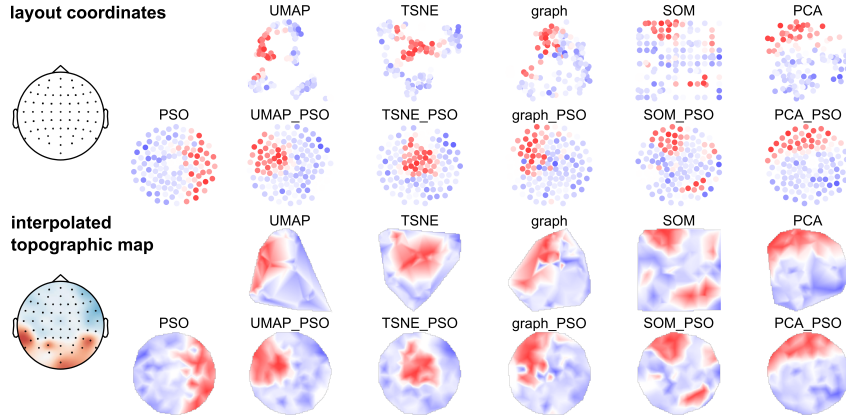 layout coordinates
UMAP TSNE graph SOM PCA
PSO UMAP_PSO TSNE_PSO graph_PSO SOM_PSO PCA_PSO
interpolated
topographic map
UMAP TSNE graph SOM PCA
PSO UMAP_PSO TSNE_PSO graph_PSO SOM_PSO PCA_PSO